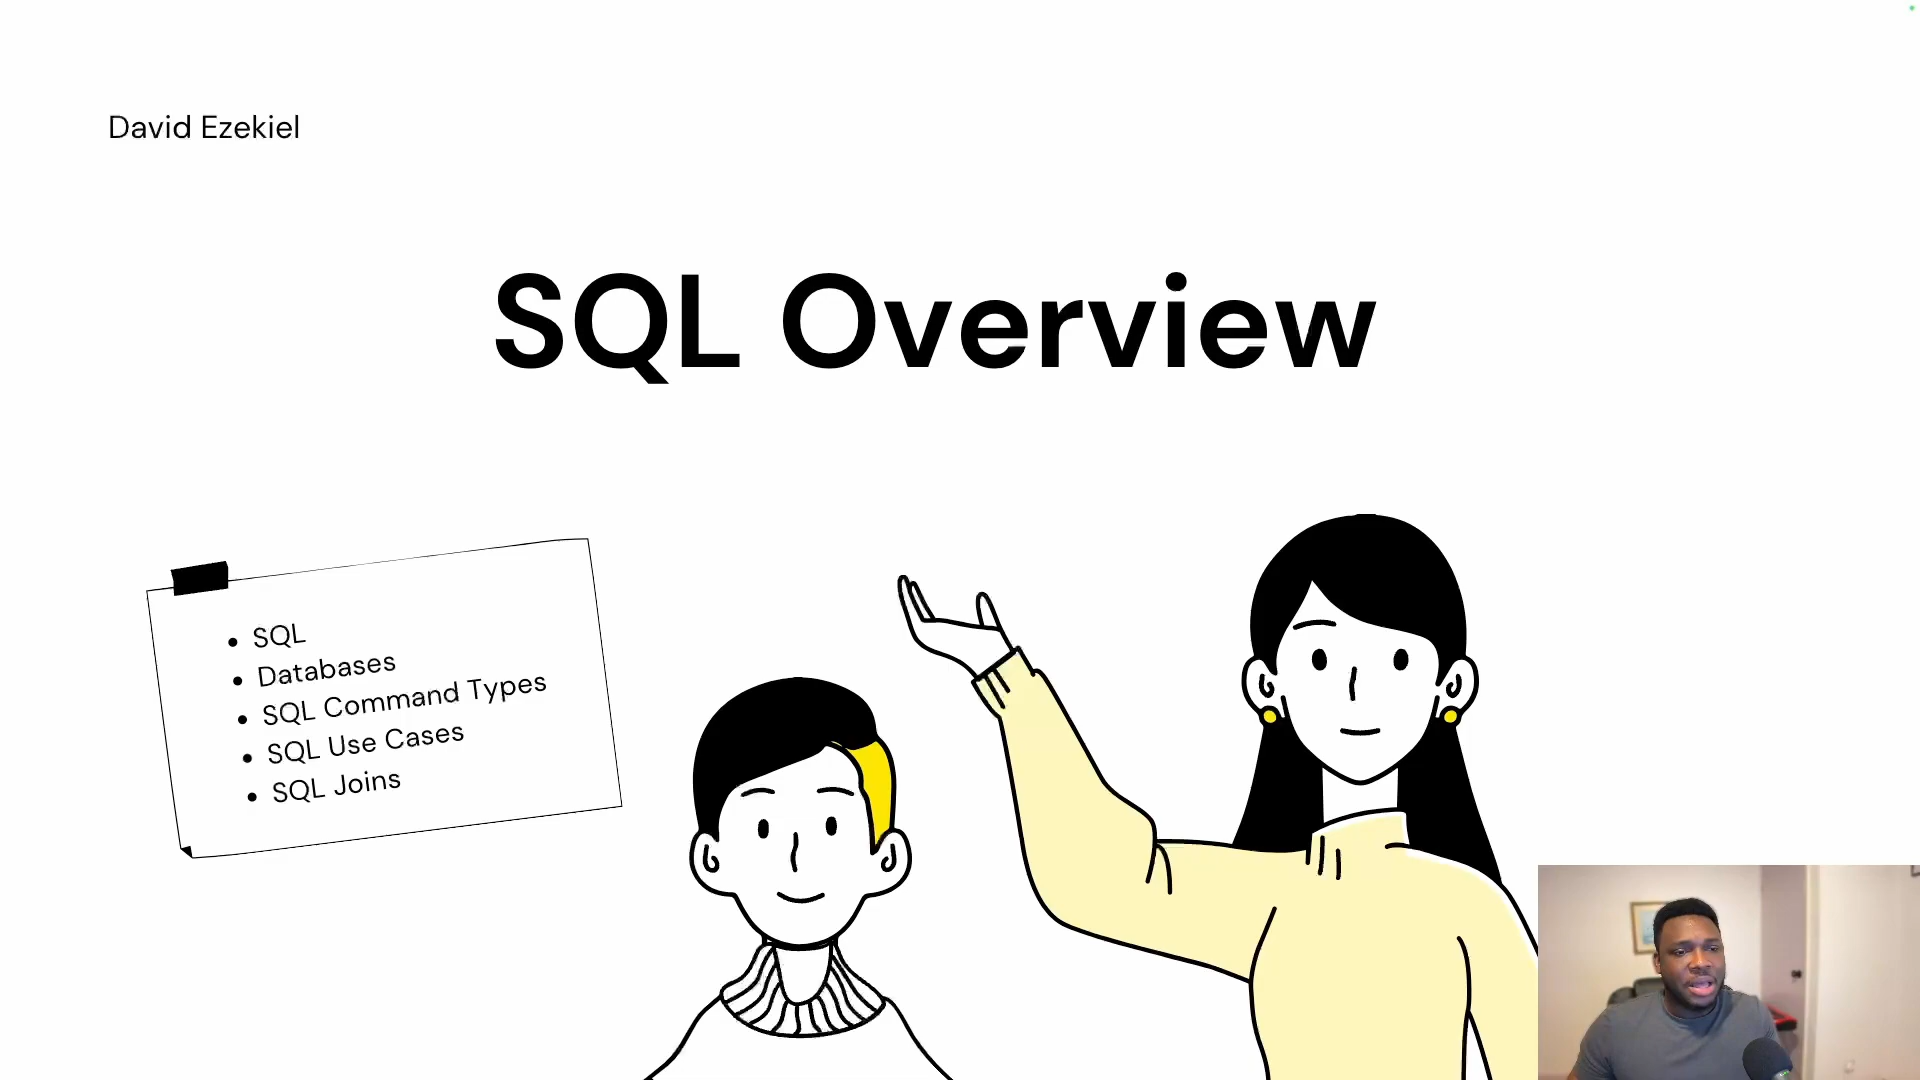 David Ezekiel
SQL Overview
• SQL
• Databases
• SQL Command Types
• SQL Use Cases
• SQL Joins